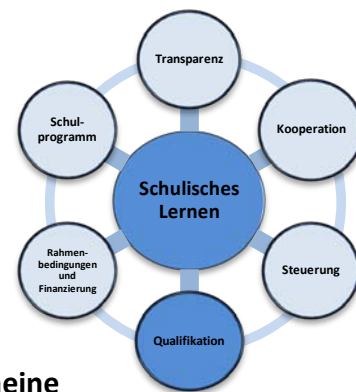 Transparenz
Schul-
programm
Kooperation
Schulisches
Lernen
Rahmen-
bedingungen
und
Finanzierung
Steuerung
Qualifikation
eine